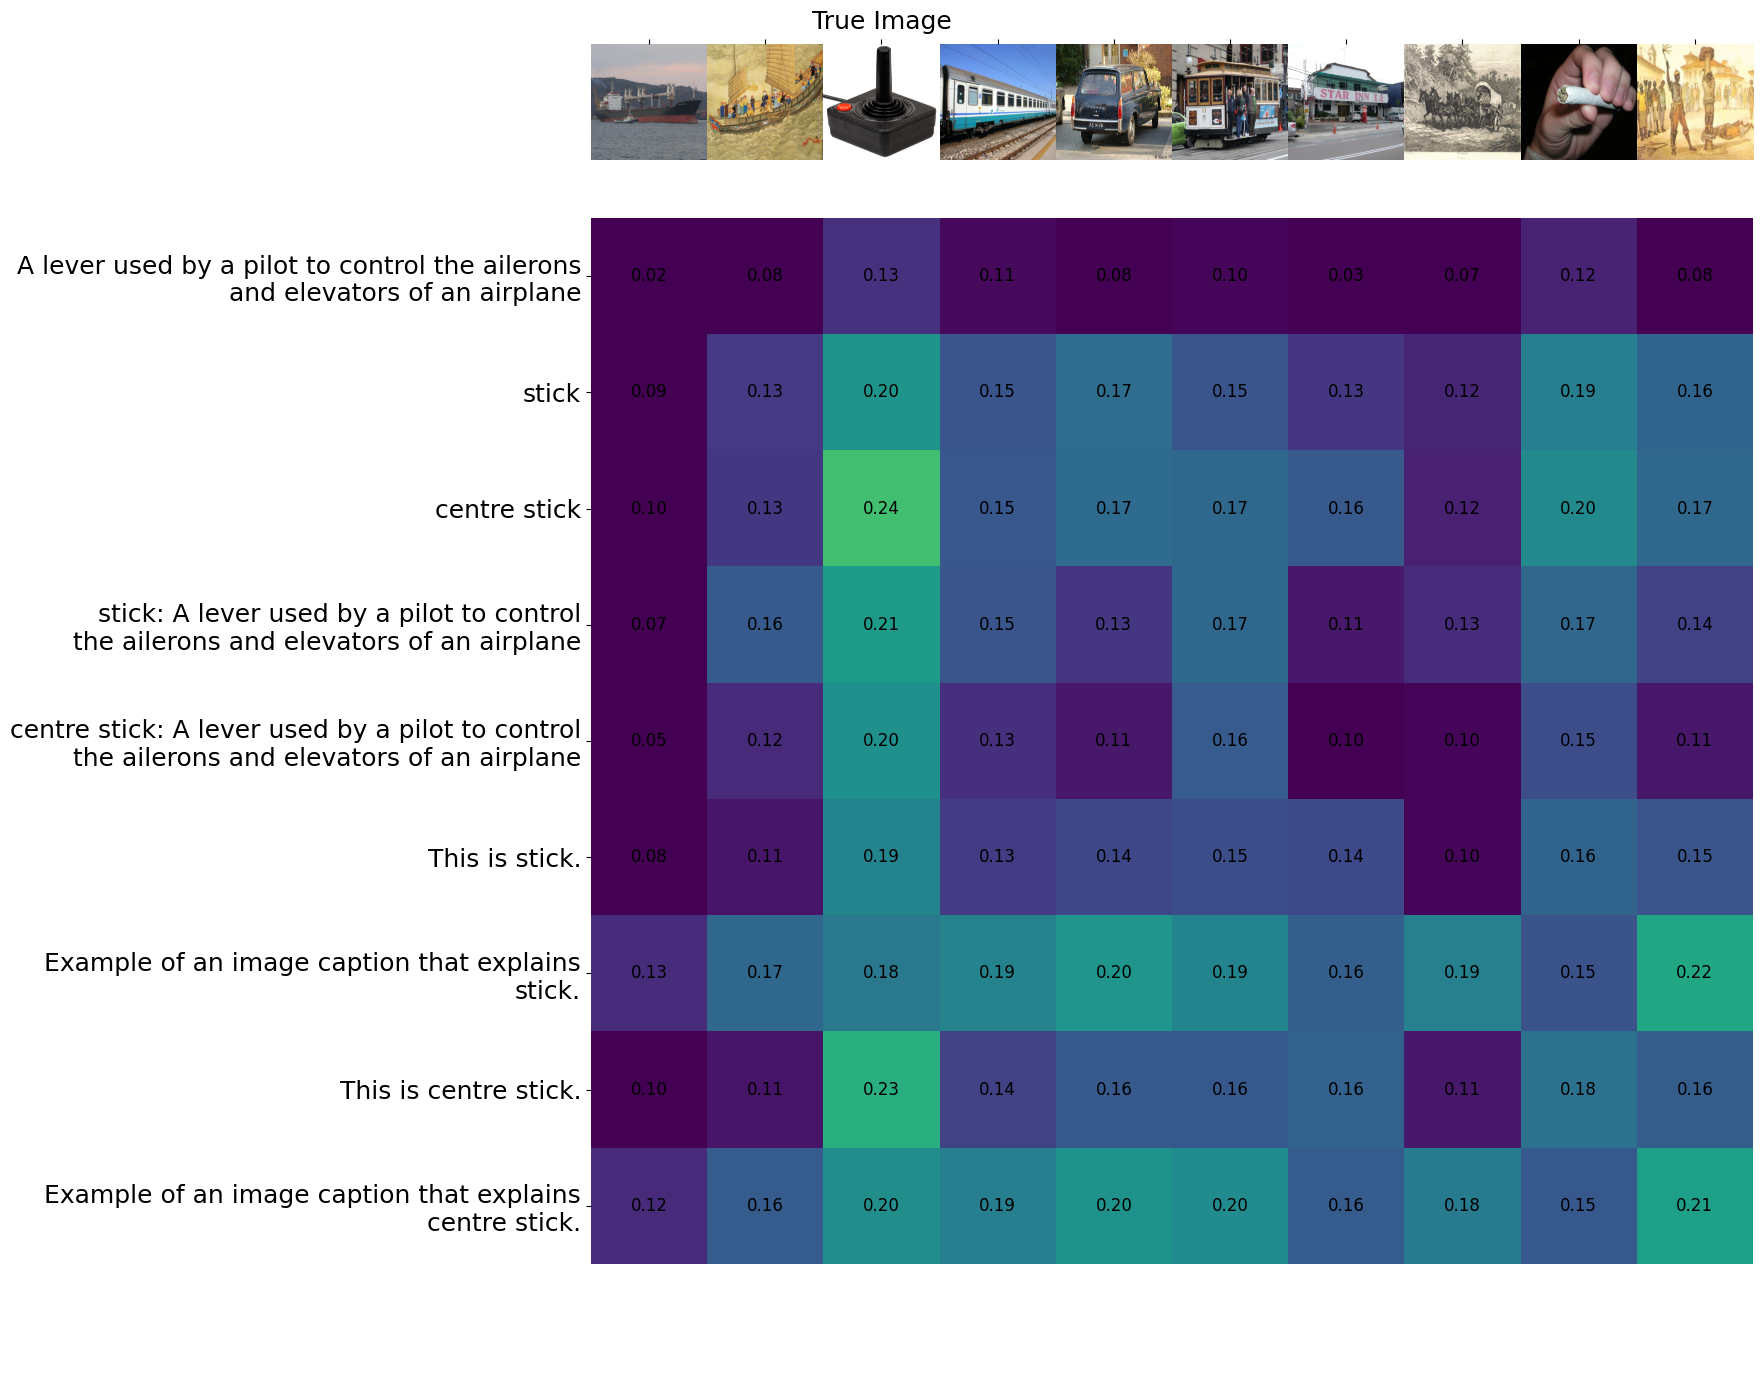 True Image
STAR INN
A lever used by a pilot to control the ailerons
and elevators of an airplane
0.02 0.08 0.13 0.11 0.08 0.10 0.03 0.07 0.12 0.08
stick
0.09 0.13 0.20 0.15 0.17 0.15 0.13 0.12 0.19 0.16
centre stick
0.10 0.13 0.24 0.15 0.17 0.17 0.16 0.12 0.20 0.17
stick: A lever used by a pilot to control
the ailerons and elevators of an airplane
0.07 0.16 0.21 0.15 0.13 0.17 0.11 0.13 0.17 0.14
centre stick: A lever used by a pilot to control
the ailerons and elevators of an airplane
0.05 0.12 0.20 0.13 0.11 0.16 0.10 0.10 0.15 0.11
This is stick.
0.08 0.11 0.19 0.13 0.14 0.15 0.14 0.10 0.16 0.15
Example of an image caption that explains
stick.
0.13 0.17 0.18 0.19 0.20 0.19 0.16 0.19 0.15 0.22
This is centre stick.
0.10 0.11 0.23 0.14 0.16 0.16 0.16 0.11 0.18 0.16
Example of an image caption that explains
centre stick.
0.12 0.16 0.20 0.19 0.20 0.20 0.16 0.18 0.15 0.21